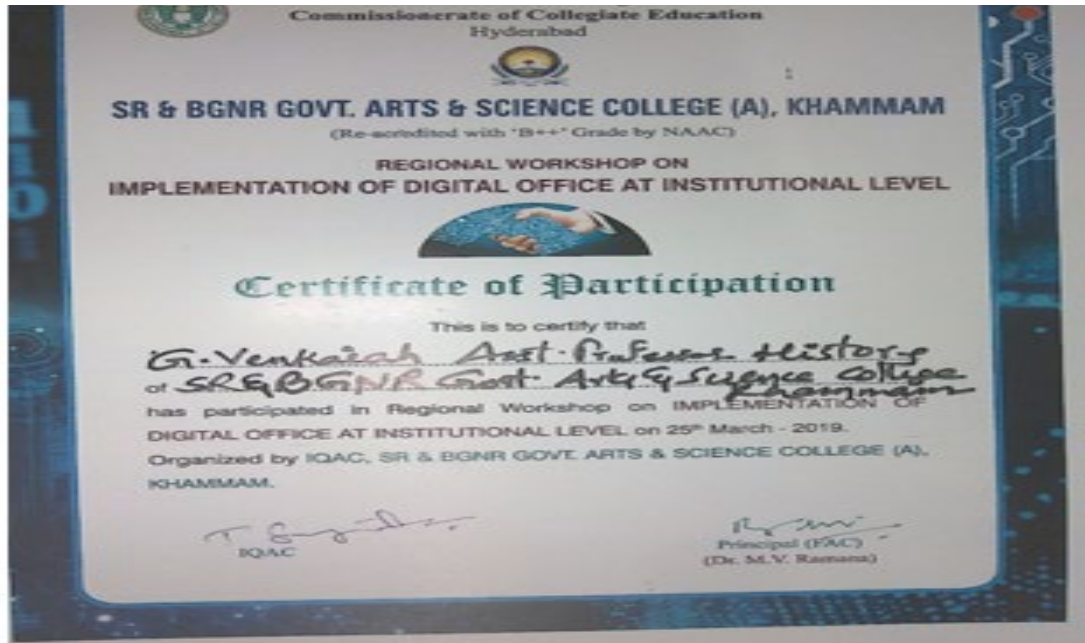 Commissionerate of Collegiate Education
Hyderabad
SR & BGNR GOVT. ARTS & SCIENCE COLLEGE (A), KHAMMAM
(Re-acredited with 'B++' Grade by NAAC)
REGIONAL WORKSHOP ON
IMPLEMENTATION OF DIGITAL OFFICE AT INSTITUTIONAL LEVEL
Certificate of Participation
This is to certify that
G. Venkaiah Asst. Professor History
of SR & BGNR Govt. Arts & Science College
Khammam
has participated in Regional Workshop on IMPLEMENTATION OF
DIGITAL OFFICE AT INSTITUTIONAL LEVEL on 25th March - 2019.
Organized by IQAC, SR & BGNR GOVT. ARTS & SCIENCE COLLEGE (A),
KHAMMAM.
IQAC
Principal (FAC)
(Dr. M.V. Ramana)